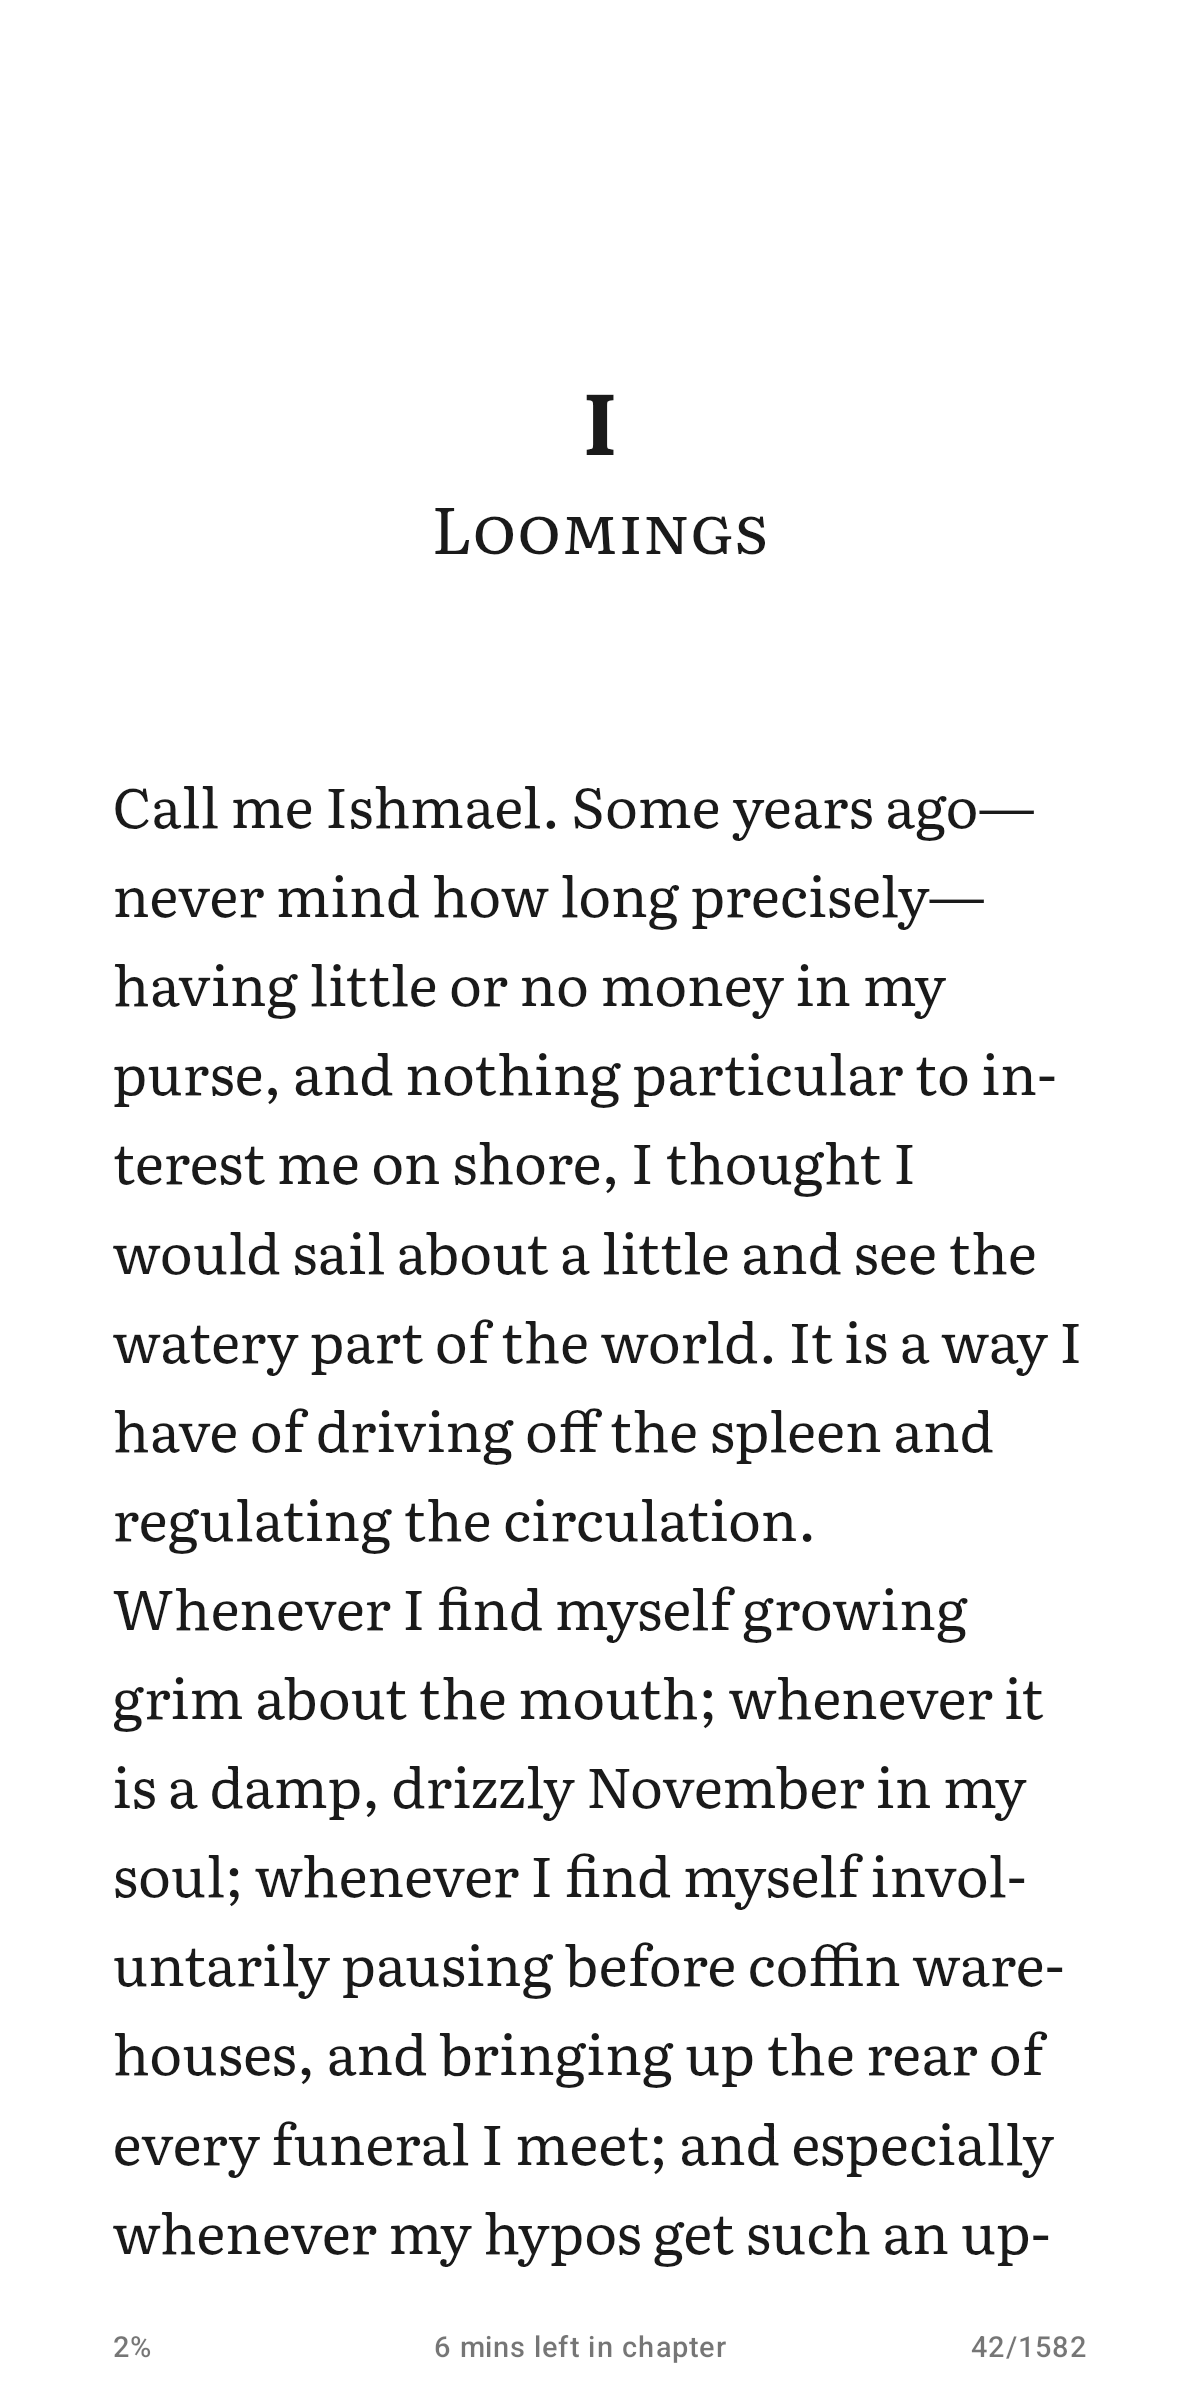 I
Loomings
Call me Ishmael. Some years ago—
never mind how long precisely—
having little or no money in my
purse, and nothing particular to in-
terest me on shore, I thought I
would sail about a little and see the
watery part of the world. It is a way I
have of driving off the spleen and
regulating the circulation.
Whenever I find myself growing
grim about the mouth; whenever it
is a damp, drizzly November in my
soul; whenever I find myself invol-
untarily pausing before coffin ware-
houses, and bringing up the rear of
every funeral I meet; and especially
whenever my hypos get such an up-
2% 6 mins left in chapter 42/1582